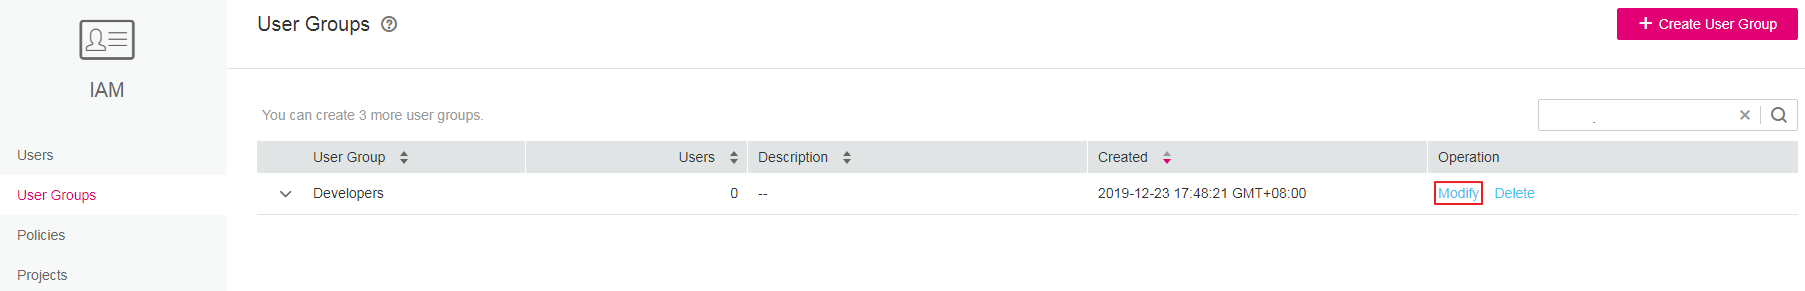 IAM
Users
User Groups
Policies
Projects
User Groups ?
+ Create User Group
You can create 3 more user groups.
.
User Group Users Description Created Operation
Developers 0 -- 2019-12-23 17:48:21 GMT+08:00 Modify Delete